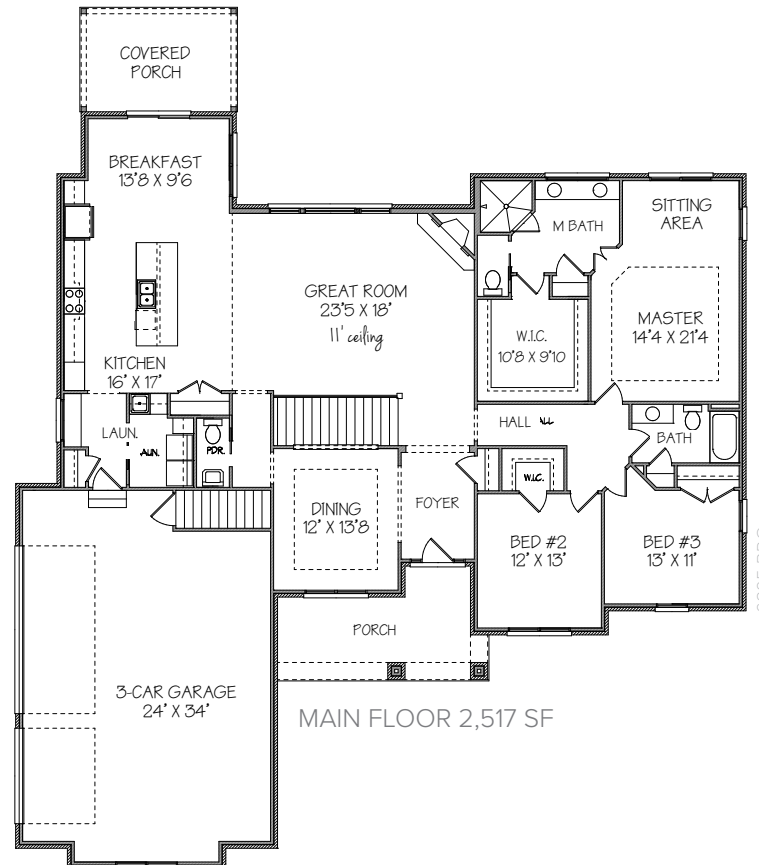 COVERED
PORCH
BREAKFAST
13'8 X 9'6
SITTING
AREA
M BATH
GREAT ROOM
23'5 X 18'
11' ceiling
MASTER
14'4 X 21'4
W.I.C.
10'8 X 9'10
KITCHEN
16' X 17'
HALL
LAUN.
AUN.
PDR.
BATH
W.I.C.
DINING
12' X 13'8
FOYER
BED #2
12' X 13'
BED #3
13' X 11'
PORCH
3-CAR GARAGE
24' X 34'
MAIN FLOOR 2,517 SF